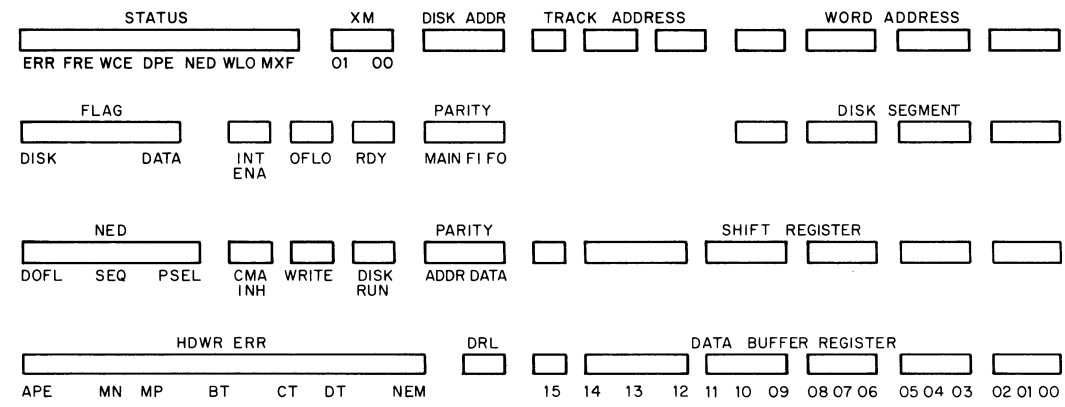 STATUS XM DISK ADDR TRACK ADDRESS WORD ADDRESS
ERR FRE WCE DPE NED WLO MXF 01 00
FLAG PARITY DISK SEGMENT
DISK DATA INT ENA OFLO RDY MAIN FIFO
NED PARITY SHIFT REGISTER
DOFL SEQ PSEL CMA INH WRITE DISK RUN ADDR DATA
HDWR ERR DRL DATA BUFFER REGISTER
APE MN MP BT CT DT NEM 15 14 13 12 11 10 09 08 07 06 05 04 03 02 01 00